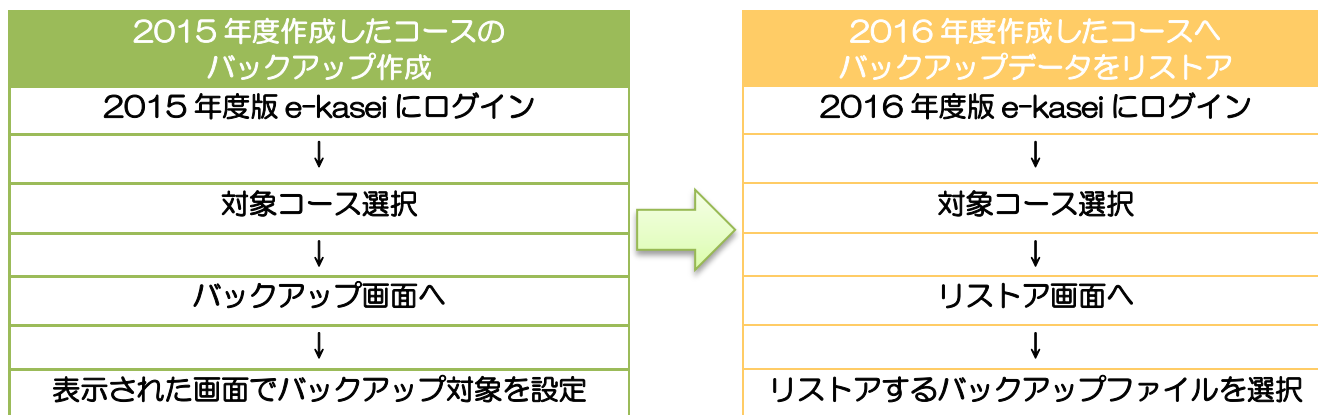 2015 年度作成したコースの
バックアップ作成
2015 年度版 e-kasei にログイン
↓
対象コース選択
↓
バックアップ画面へ
↓
表示された画面でバックアップ対象を設定
2016 年度作成したコースへ
バックアップデータをリストア
2016 年度版 e-kasei にログイン
↓
対象コース選択
↓
リストア画面へ
↓
リストアするバックアップファイルを選択